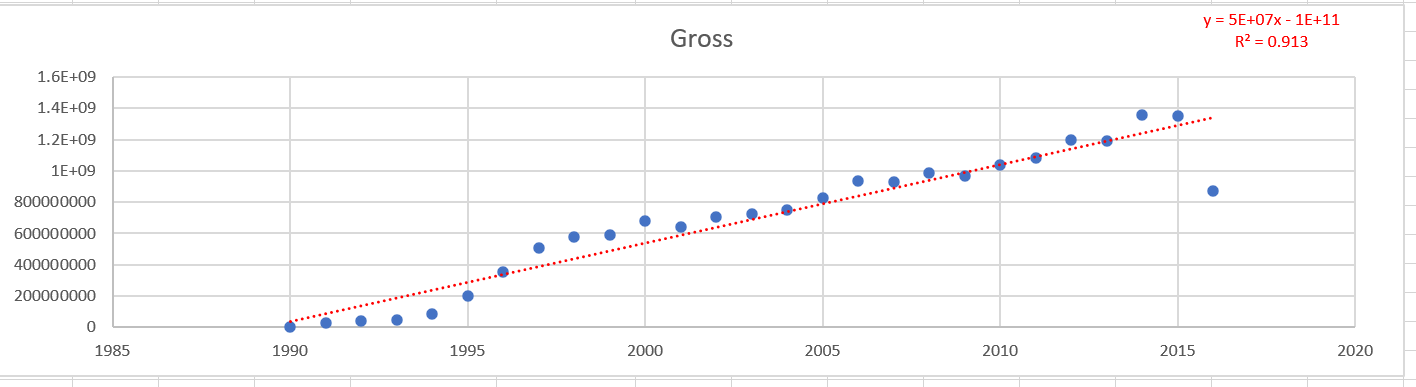 y = 5E+07x - 1E+11
R² = 0.913
Gross
1.6E+09
1.4E+09
1.2E+09
1E+09
800000000
600000000
400000000
200000000
0
1985 1990 1995 2000 2005 2010 2015 2020